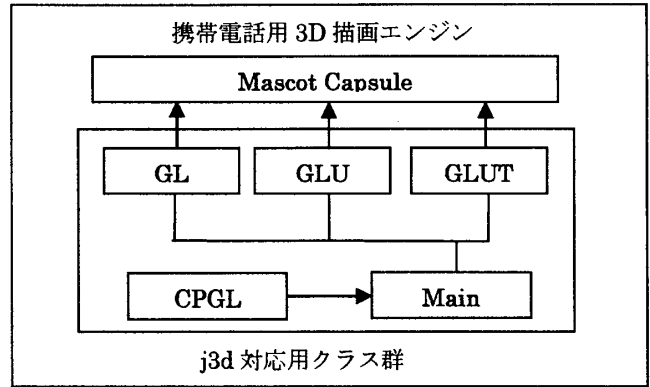 携帯電話用 3D 描画エンジン
Mascot Capsule
GL GLU GLUT
CPGL Main
j3d 対応用クラス群